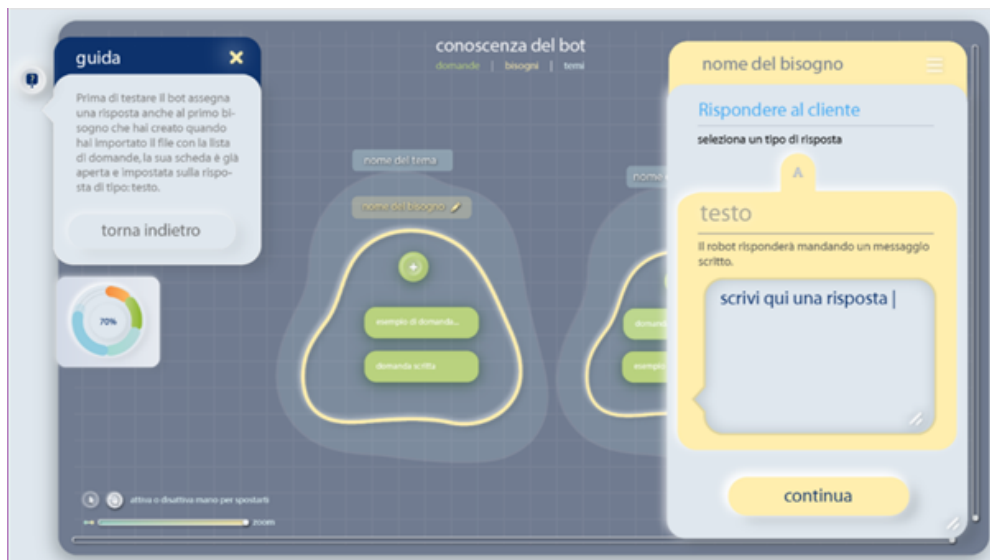 guida
Prima di testare il bot assegna
una risposta anche al primo bi-
sogno che hai creato quando
hai importato il file con la lista
di domande, la sua scheda è già
aperta e impostata sulla rispo-
sta di tipo: testo.
torna indietro
70%
conoscenza del bot
domande | bisogni | temi
nome del tema
nome del bisogno
esempio di domanda...
domanda scritta
nome
domand
esempio
attiva o disattiva mano per spostarti
zoom
nome del bisogno
Rispondere al cliente
seleziona un tipo di risposta
A
testo
Il robot risponderà mandando un messaggio
scritto.
scrivi qui una risposta |
continua